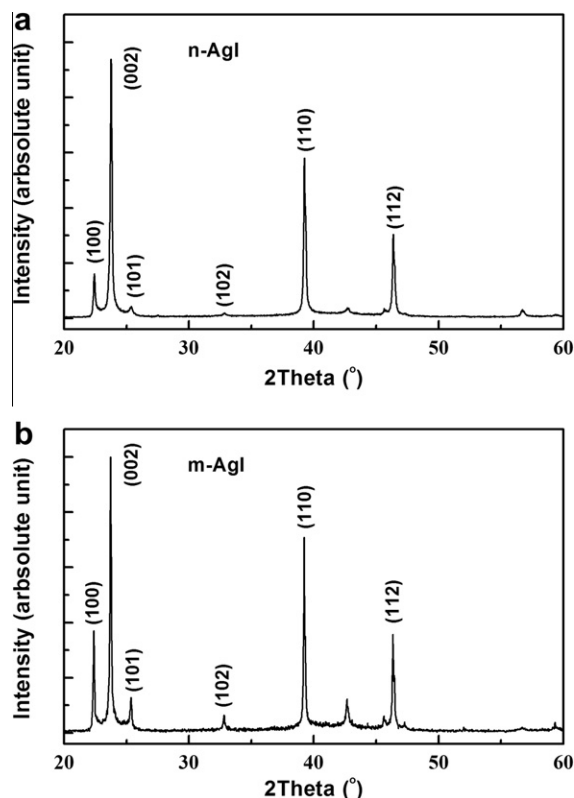 a
n-AgI
(100)
(002)
(101)
(102)
(110)
(112)
Intensity (arbsolute unit)
20 30 40 50 60
2Theta (°)
b
m-AgI
(100)
(002)
(101)
(102)
(110)
(112)
Intensity (arbsolute unit)
20 30 40 50 60
2Theta (°)